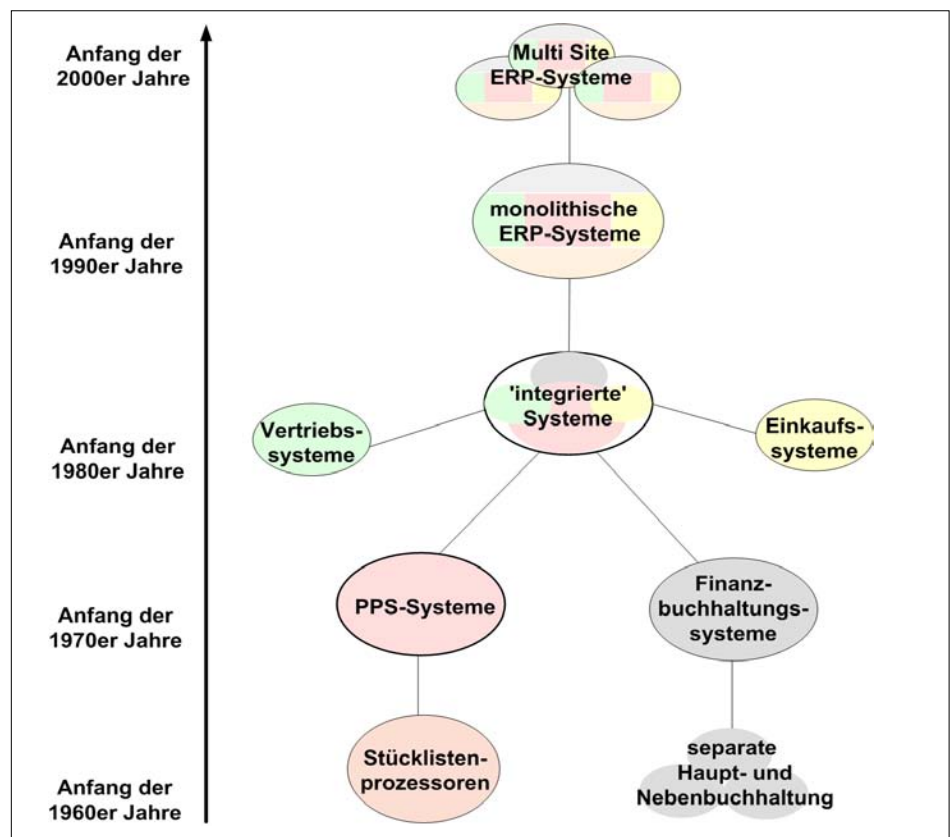 Anfang der
2000er Jahre
Multi Site
ERP-Systeme
monolithische
ERP-Systeme
Anfang der
1990er Jahre
'integrierte'
Systeme
Vertriebs-
systeme
Einkaufs-
systeme
Anfang der
1980er Jahre
PPS-Systeme
Finanz-
buchhaltungs-
systeme
Anfang der
1970er Jahre
Stücklisten-
prozessoren
separate
Haupt- und
Nebenbuchhaltung
Anfang der
1960er Jahre